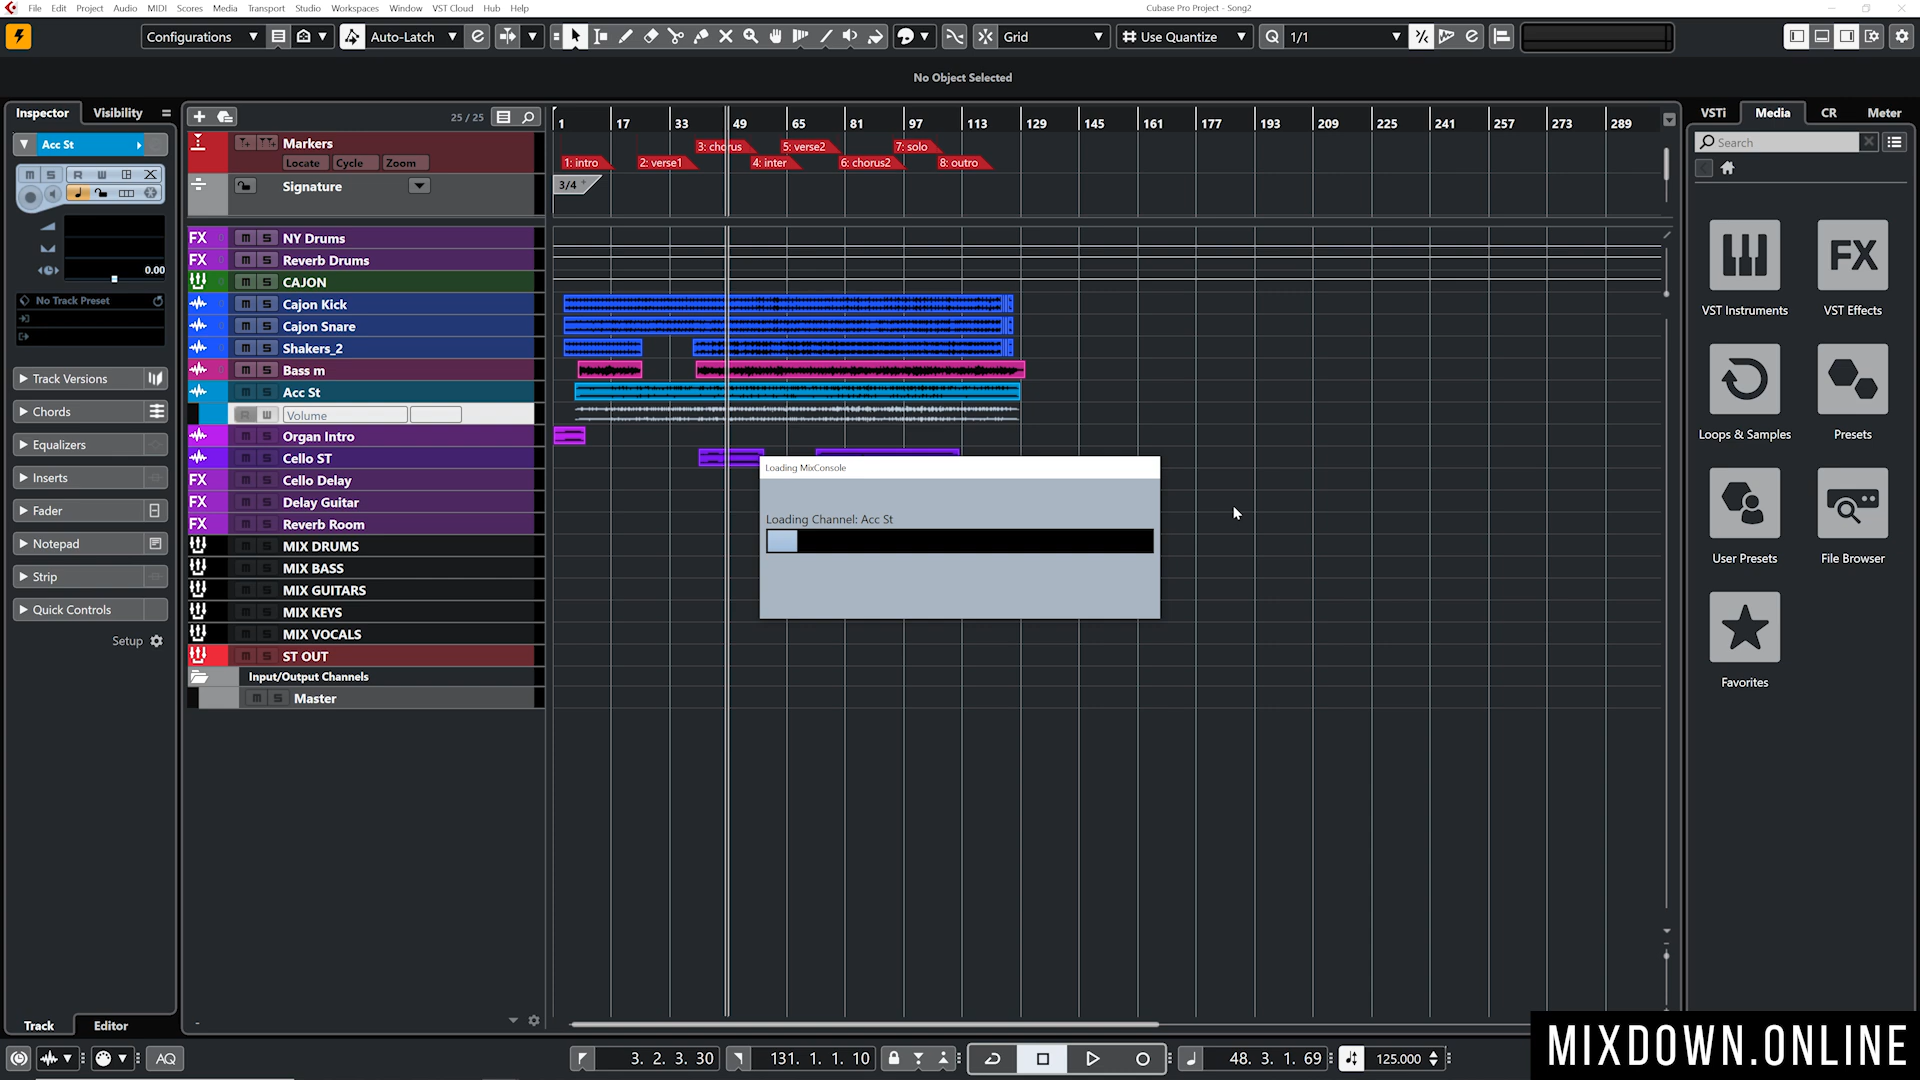 File Edit Project Audio MIDI Scores Media Transport Studio Workspaces Window VST Cloud Hub Help
Cubase Pro Project - Song2
Configurations Auto-Latch Grid Use Quantize 1/1
No Object Selected
Inspector Visibility
25 / 25
1 17 33 49 65 81 97 113 129 145 161 177 193 209 225 241 257 273 289
VSTi Media CR Meter
Acc St
Search
Markers
Locate Cycle Zoom
3: chorus 5: verse2 7: solo
1: intro 2: verse1 4: inter 6: chorus2 8: outro
M S R W
Signature
3/4
0.00
No Track Preset
FX m S NY Drums
FX m S Reverb Drums
m S CAJON
m S Cajon Kick
m S Cajon Snare
m S Shakers_2
m S Bass m
m S Acc St
R W Volume
m S Organ Intro
m S Cello ST
FX m S Cello Delay
FX m S Delay Guitar
FX m S Reverb Room
m S MIX DRUMS
m S MIX BASS
m S MIX GUITARS
m S MIX KEYS
m S MIX VOCALS
m S ST OUT
Input/Output Channels
m S Master
Track Versions
Chords
Equalizers
Inserts
Fader
Notepad
Strip
Quick Controls
Setup
Loading MixConsole
Loading Channel: Acc St
FX
VST Instruments VST Effects
Loops & Samples Presets
User Presets File Browser
Favorites
Track Editor
AQ
3. 2. 3. 30
131. 1. 1. 10
48. 3. 1. 69
125.000
MIXDOWN.ONLINE